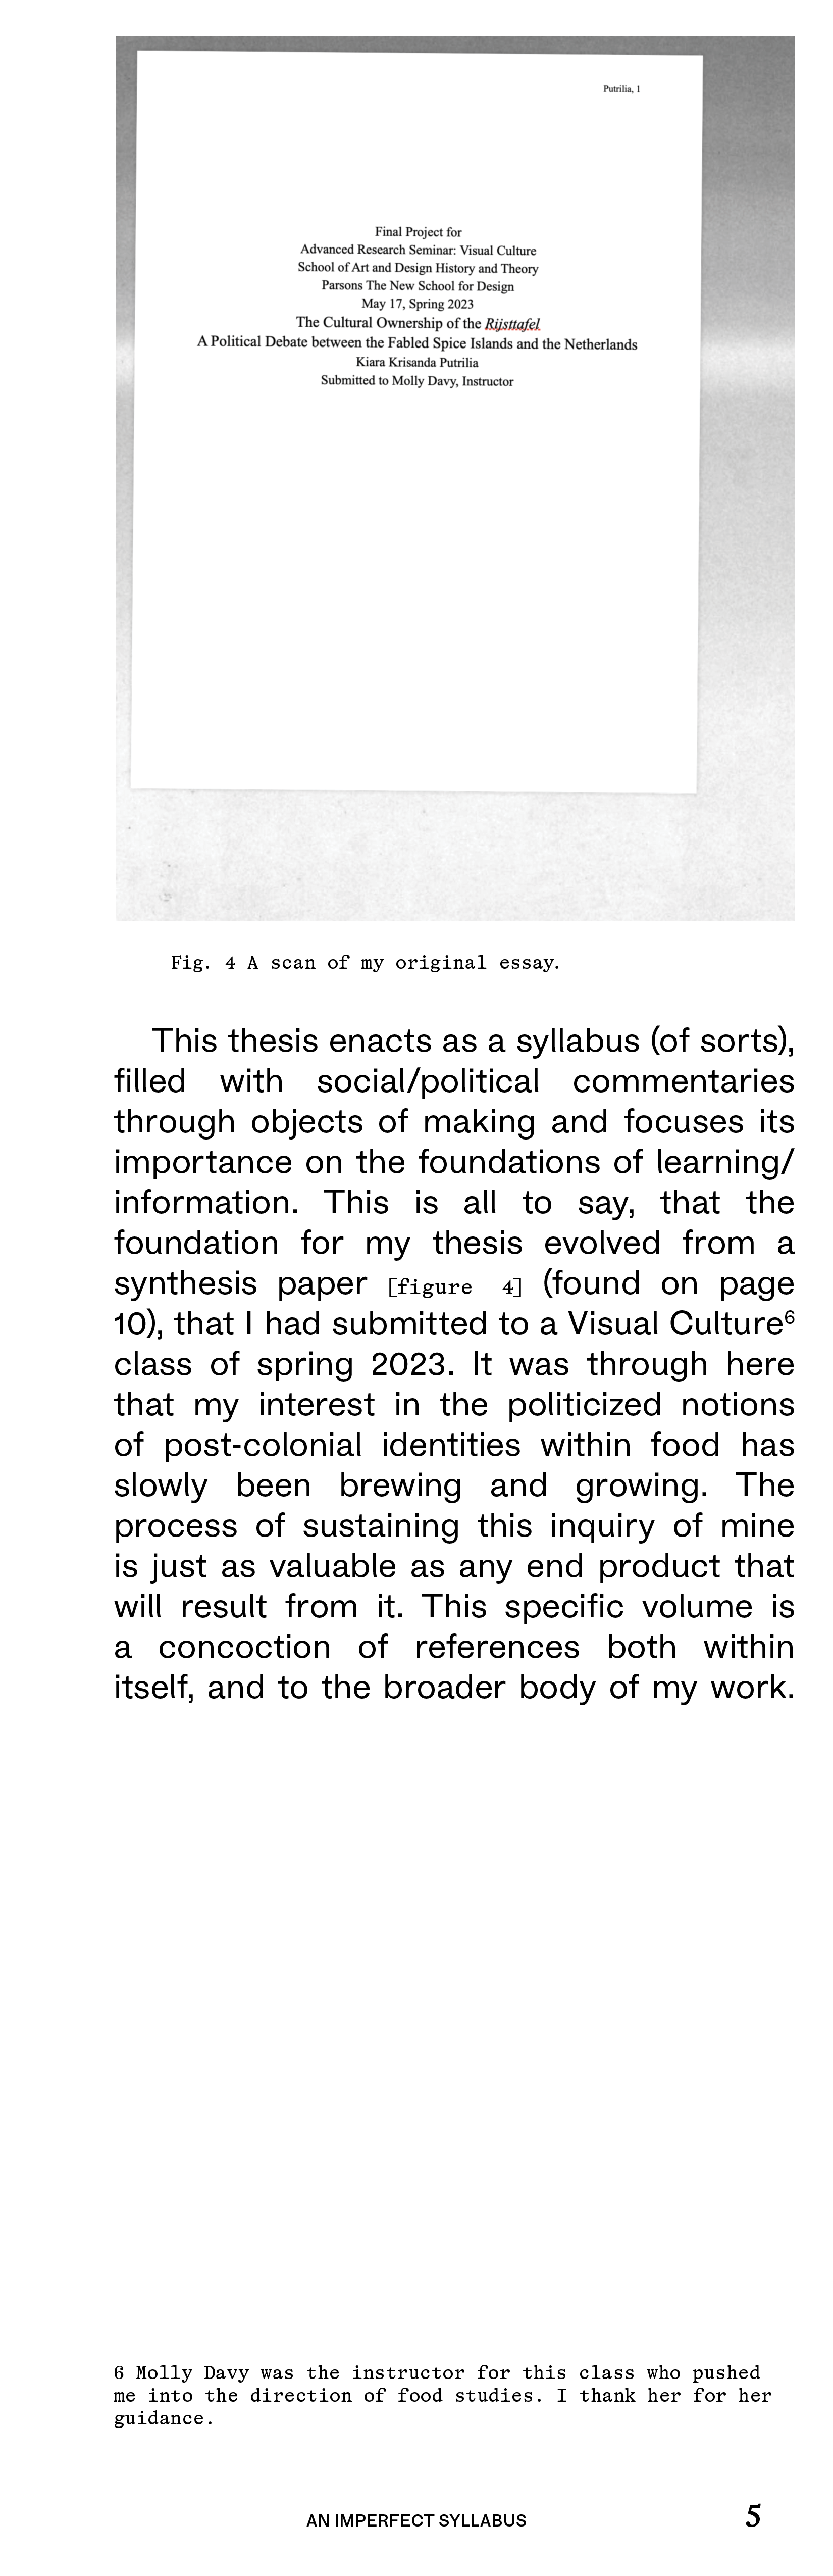 Putrilia, 1
Final Project for
Advanced Research Seminar: Visual Culture
School of Art and Design History and Theory
Parsons The New School for Design
May 17, Spring 2023
The Cultural Ownership of the Rijsttafel
A Political Debate between the Fabled Spice Islands and the Netherlands
Kiara Krisanda Putrilia
Submitted to Molly Davy, Instructor
Fig. 4 A scan of my original essay.
This thesis enacts as a syllabus (of sorts),
filled with social/political commentaries
through objects of making and focuses its
importance on the foundations of learning/
information. This is all to say, that the
foundation for my thesis evolved from a
synthesis paper [figure 4] (found on page
10), that I had submitted to a Visual Culture⁶
class of spring 2023. It was through here
that my interest in the politicized notions
of post-colonial identities within food has
slowly been brewing and growing. The
process of sustaining this inquiry of mine
is just as valuable as any end product that
will result from it. This specific volume is
a concoction of references both within
itself, and to the broader body of my work.
6 Molly Davy was the instructor for this class who pushed
me into the direction of food studies. I thank her for her
guidance.
AN IMPERFECT SYLLABUS
5